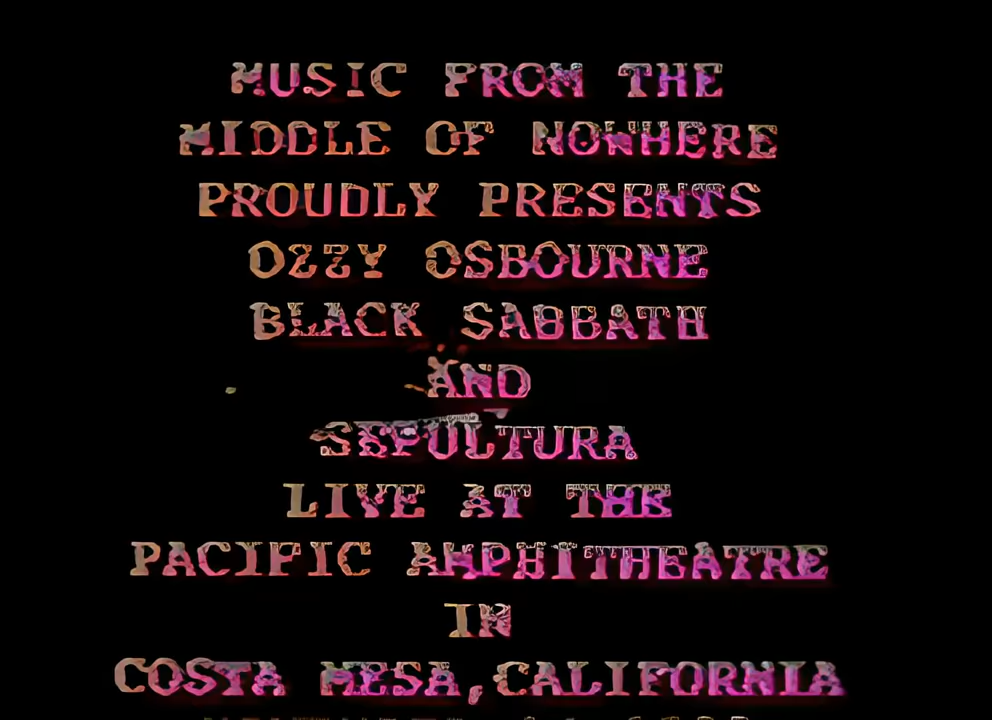 MUSIC FROM THE
MIDDLE OF NOWHERE
PROUDLY PRESENTS
OZZY OSBOURNE
BLACK SABBATH
AND
SEPULTURA
LIVE AT THE
PACIFIC AMPHITHEATRE
IN
COSTA MESA,CALIFORNIA